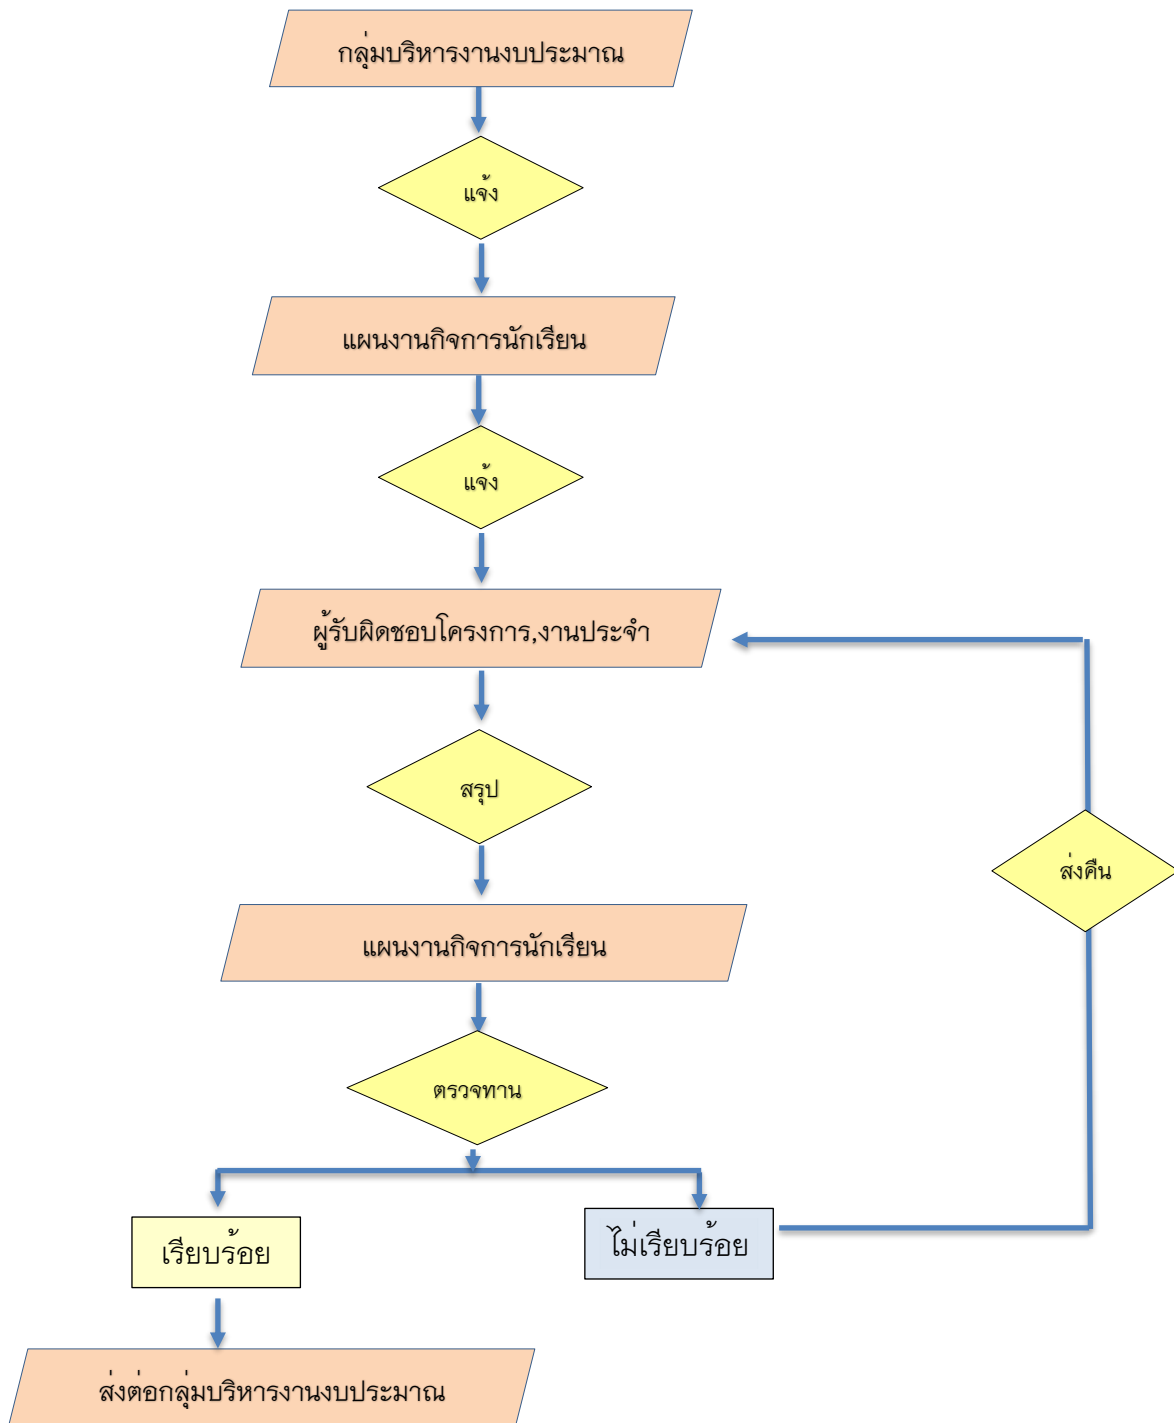 กลุ่มบริหารงานงบประมาณ
แจ้ง
แผนงานกิจการนักเรียน
แจ้ง
ผู้รับผิดชอบโครงการ,งานประจำ
สรุป
ส่งคืน
แผนงานกิจการนักเรียน
ตรวจทาน
เรียบร้อย
ไม่เรียบร้อย
ส่งต่อกลุ่มบริหารงานงบประมาณ